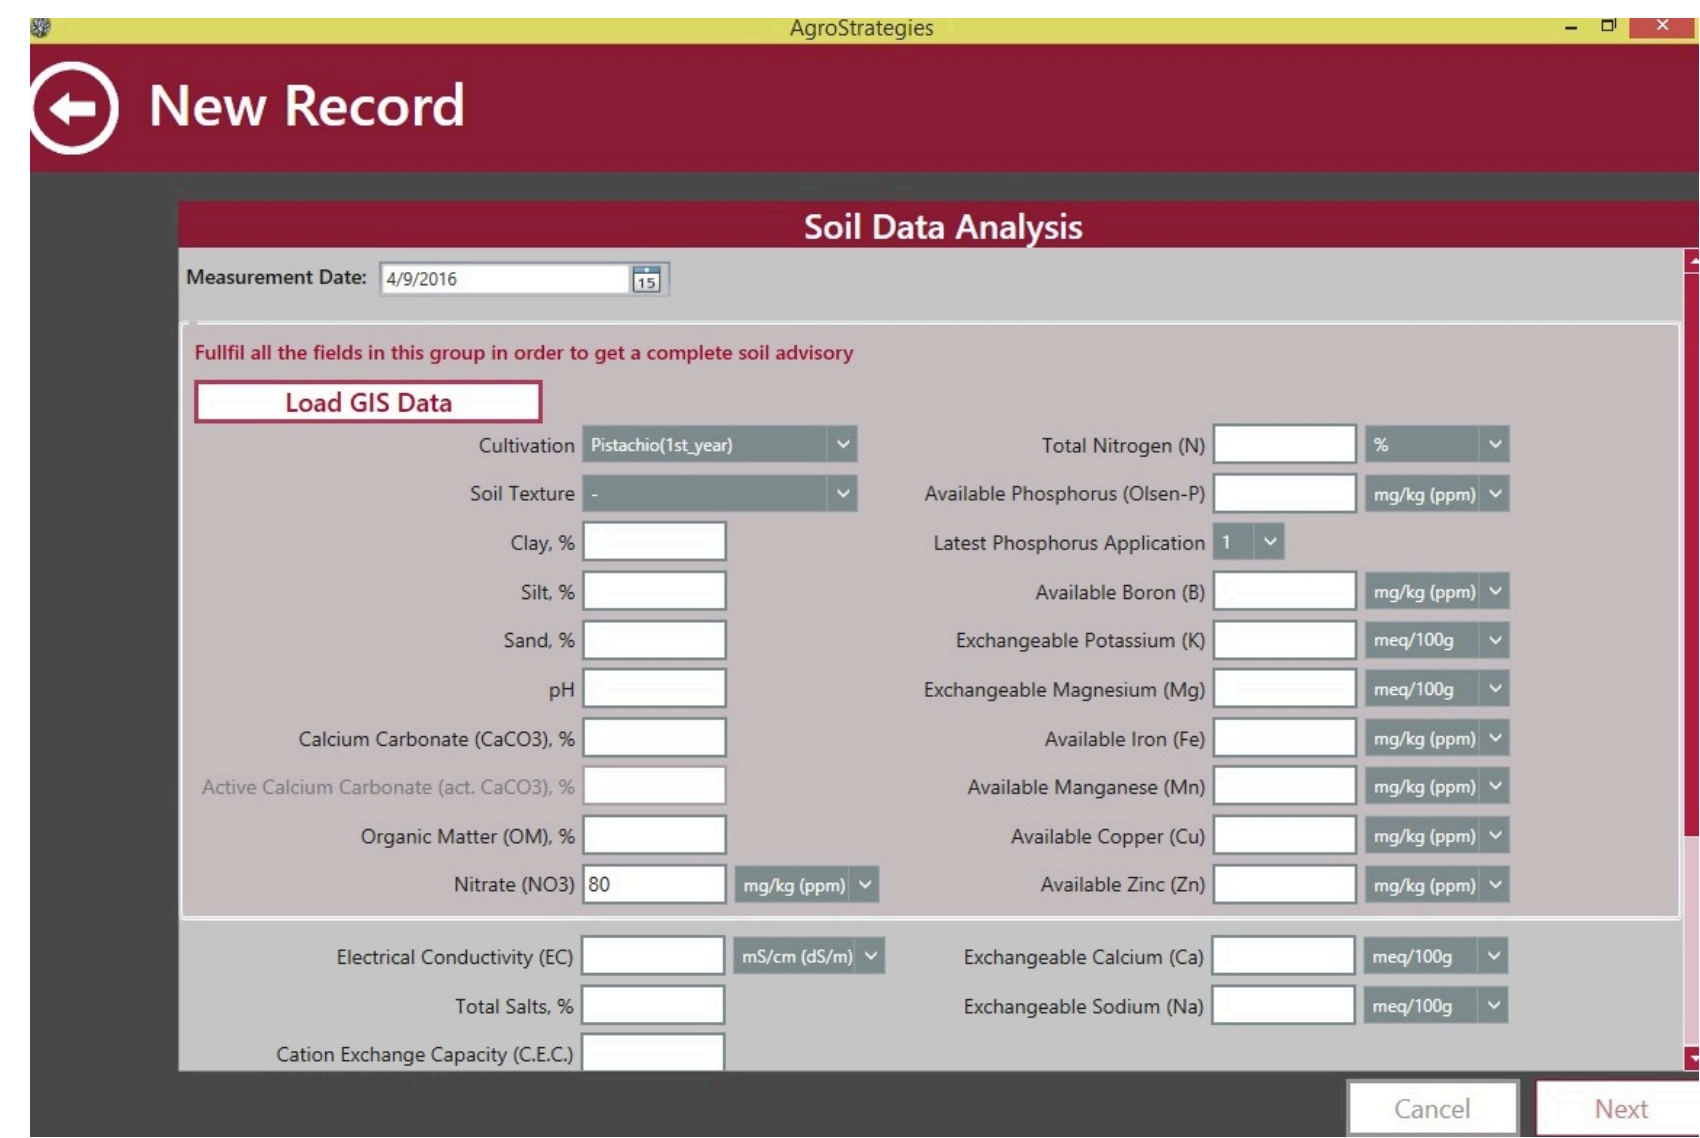 AgroStrategies
New Record
Soil Data Analysis
Measurement Date: 4/9/2016 15
Fullfil all the fields in this group in order to get a complete soil advisory
Load GIS Data
Cultivation Pistachio(1st_year) Total Nitrogen (N) %
Soil Texture - Available Phosphorus (Olsen-P) mg/kg (ppm)
Clay, % Latest Phosphorus Application 1
Silt, % Available Boron (B) mg/kg (ppm)
Sand, % Exchangeable Potassium (K) meq/100g
pH Exchangeable Magnesium (Mg) meq/100g
Calcium Carbonate (CaCO3), % Available Iron (Fe) mg/kg (ppm)
Active Calcium Carbonate (act. CaCO3), % Available Manganese (Mn) mg/kg (ppm)
Organic Matter (OM), % Available Copper (Cu) mg/kg (ppm)
Nitrate (NO3) 80 mg/kg (ppm) Available Zinc (Zn) mg/kg (ppm)
Electrical Conductivity (EC) mS/cm (dS/m) Exchangeable Calcium (Ca) meq/100g
Total Salts, % Exchangeable Sodium (Na) meq/100g
Cation Exchange Capacity (C.E.C.)
Cancel Next